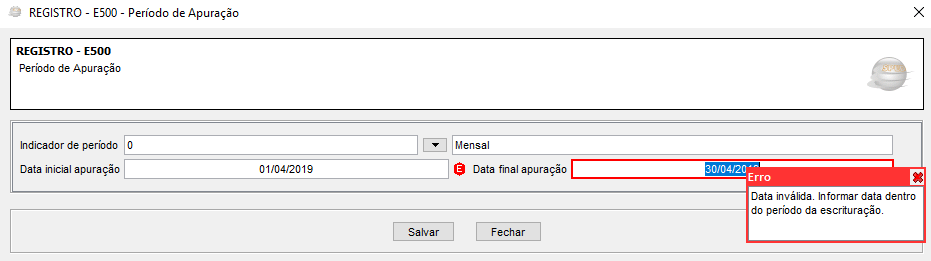 REGISTRO - E500 - Período de Apuração
REGISTRO - E500
Período de Apuração
Indicador de período 0 Mensal
Data inicial apuração 01/04/2019 E Data final apuração 30/04/2019
Erro
Data inválida. Informar data dentro
do período da escrituração.
Salvar Fechar